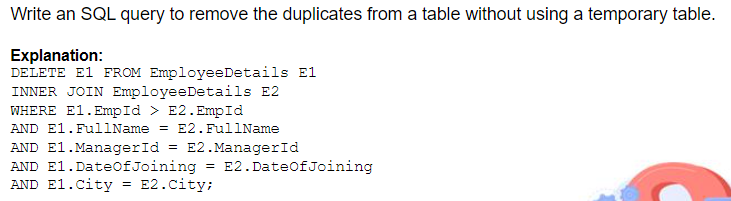 Write an SQL query to remove the duplicates from a table without using a temporary table.
Explanation:
DELETE E1 FROM EmployeeDetails E1
INNER JOIN EmployeeDetails E2
WHERE E1.EmpId > E2.EmpId
AND E1.FullName = E2.FullName
AND E1.ManagerId = E2.ManagerId
AND E1.DateOfJoining = E2.DateOfJoining
AND E1.City = E2.City;